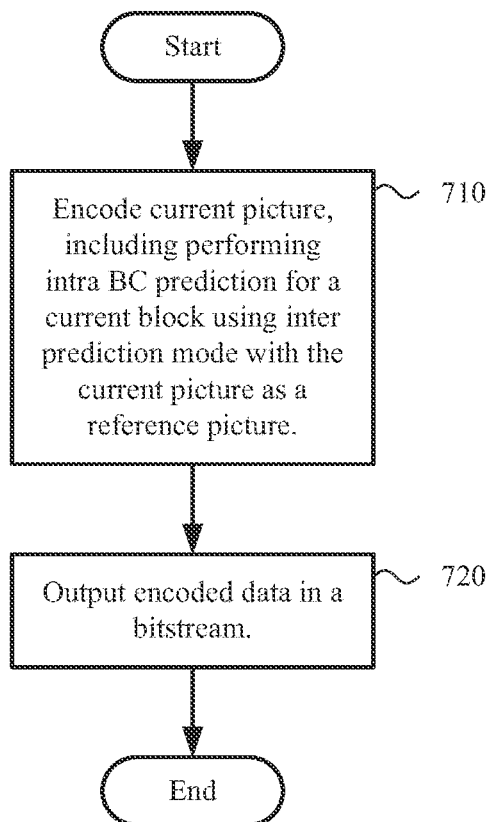 Start
710
Encode current picture,
including performing
intra BC prediction for a
current block using inter
prediction mode with the
current picture as a
reference picture.
720
Output encoded data in a
bitstream.
End